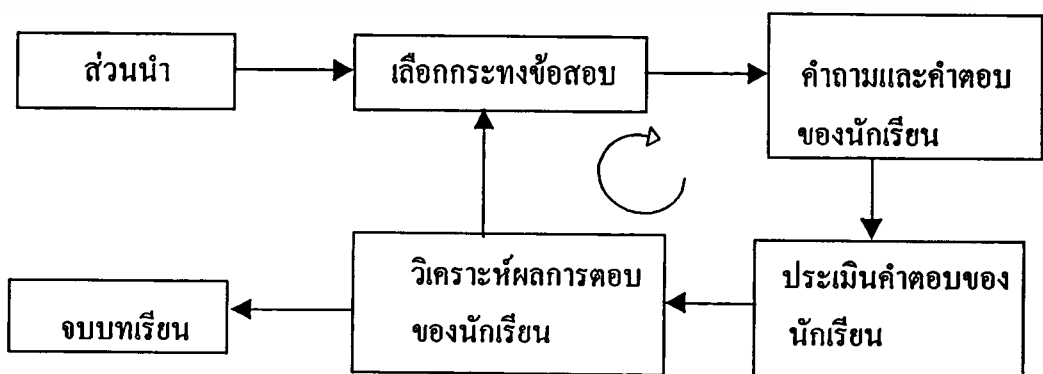 ส่วนนำ
เลือกกระทงข้อสอบ
คำถามและคำตอบ
ของนักเรียน
ประเมินคำตอบของ
นักเรียน
วิเคราะห์ผลการตอบ
ของนักเรียน
จบบทเรียน